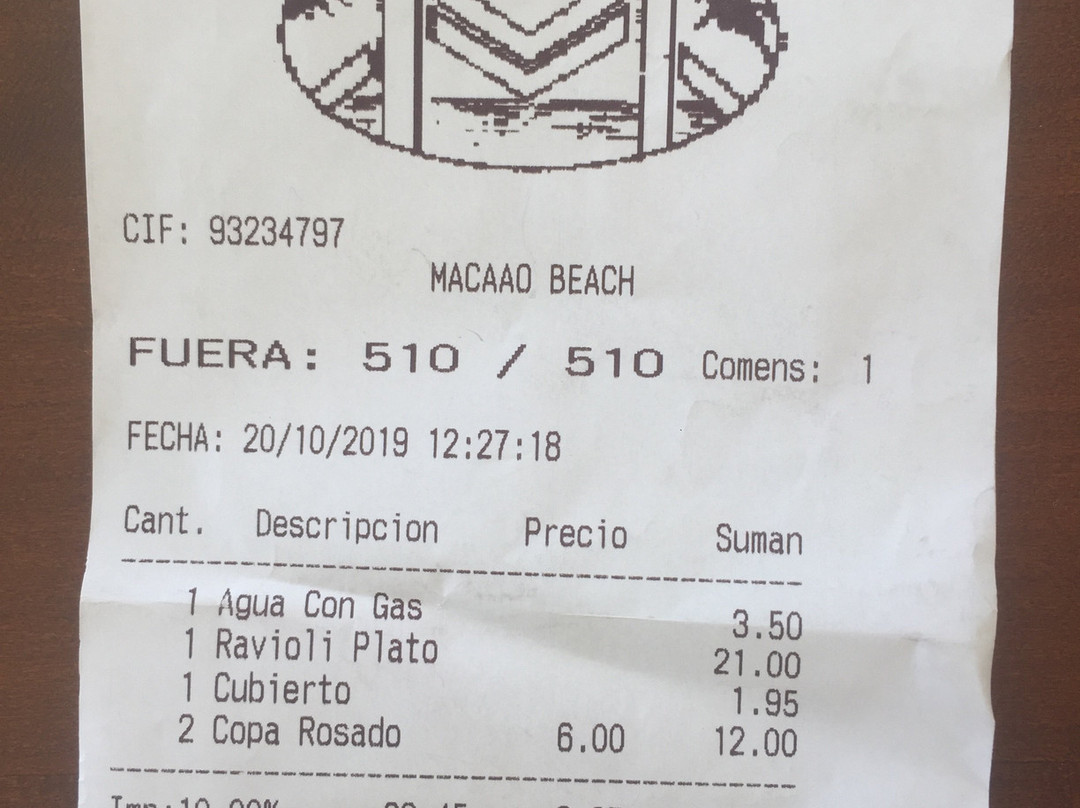 CIF: 93234797
MACAAO BEACH
FUERA: 510 / 510 Comens: 1
FECHA: 20/10/2019 12:27:18
Cant. Descripcion Precio Suman
1 Agua Con Gas 3.50
1 Ravioli Plato 21.00
1 Cubierto 1.95
2 Copa Rosado 6.00 12.00